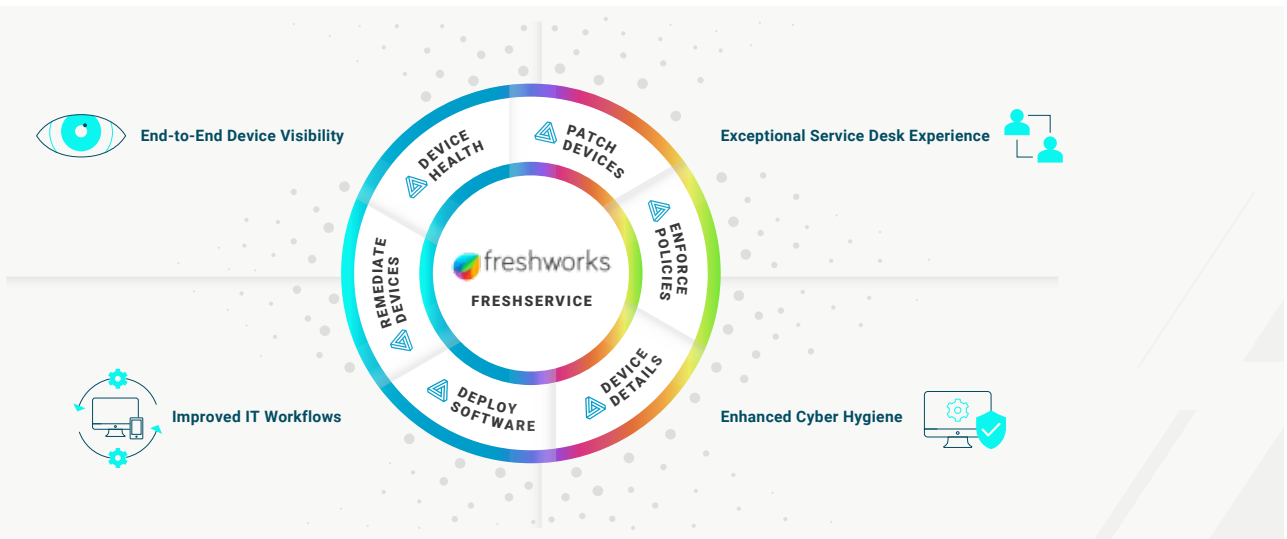 End-to-End Device Visibility
Exceptional Service Desk Experience
DEVICE
HEALTH
PATCH
DEVICES
ENFORCE
POLICIES
REMEDIATE
DEVICES
freshworks
FRESHSERVICE
DEVICE
DETAILS
DEPLOY
SOFTWARE
Improved IT Workflows
Enhanced Cyber Hygiene